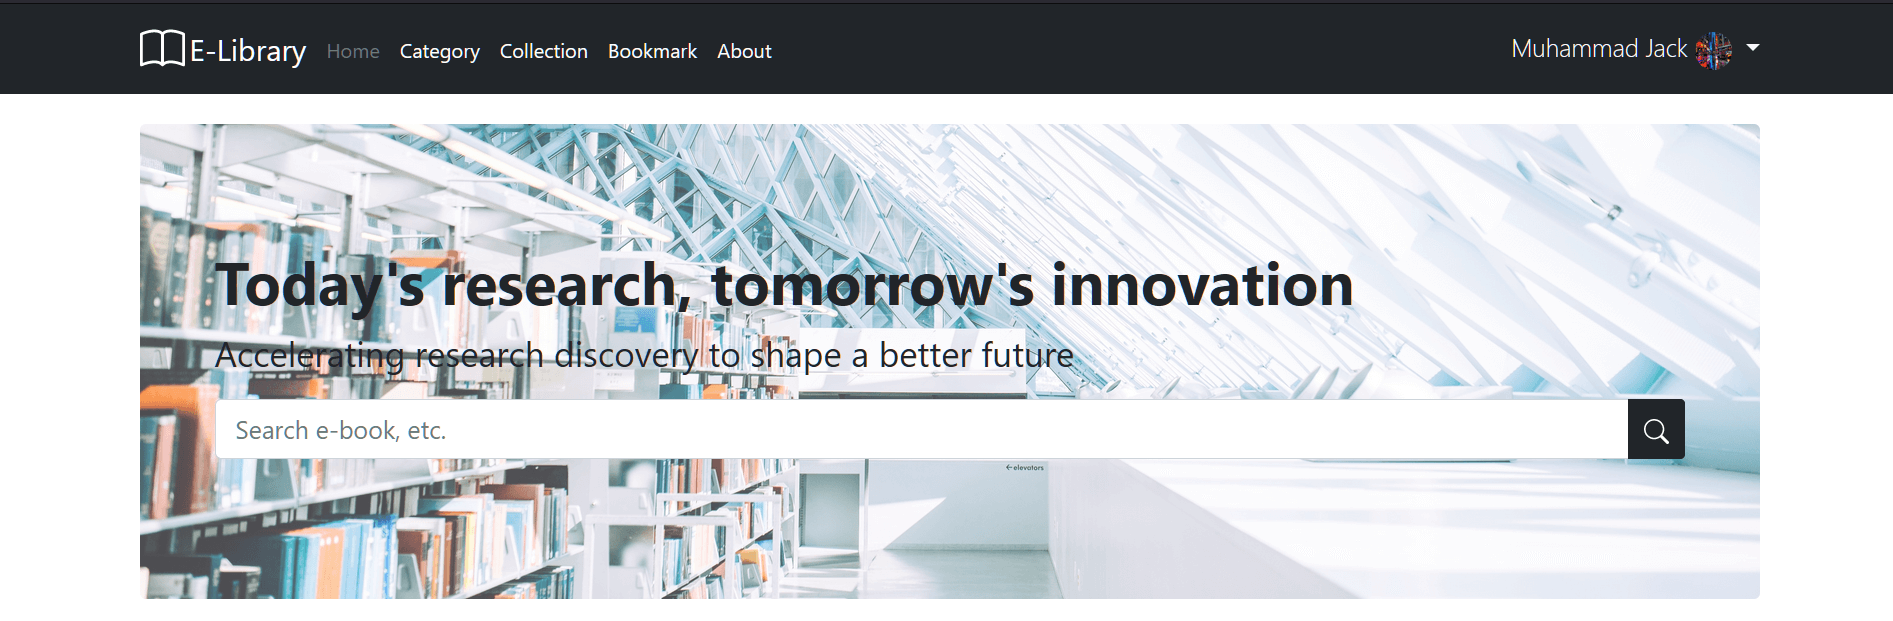 E-Library Home Category Collection Bookmark About Muhammad Jack
Today's research, tomorrow's innovation
Accelerating research discovery to shape a better future
Search e-book, etc.
←elevators